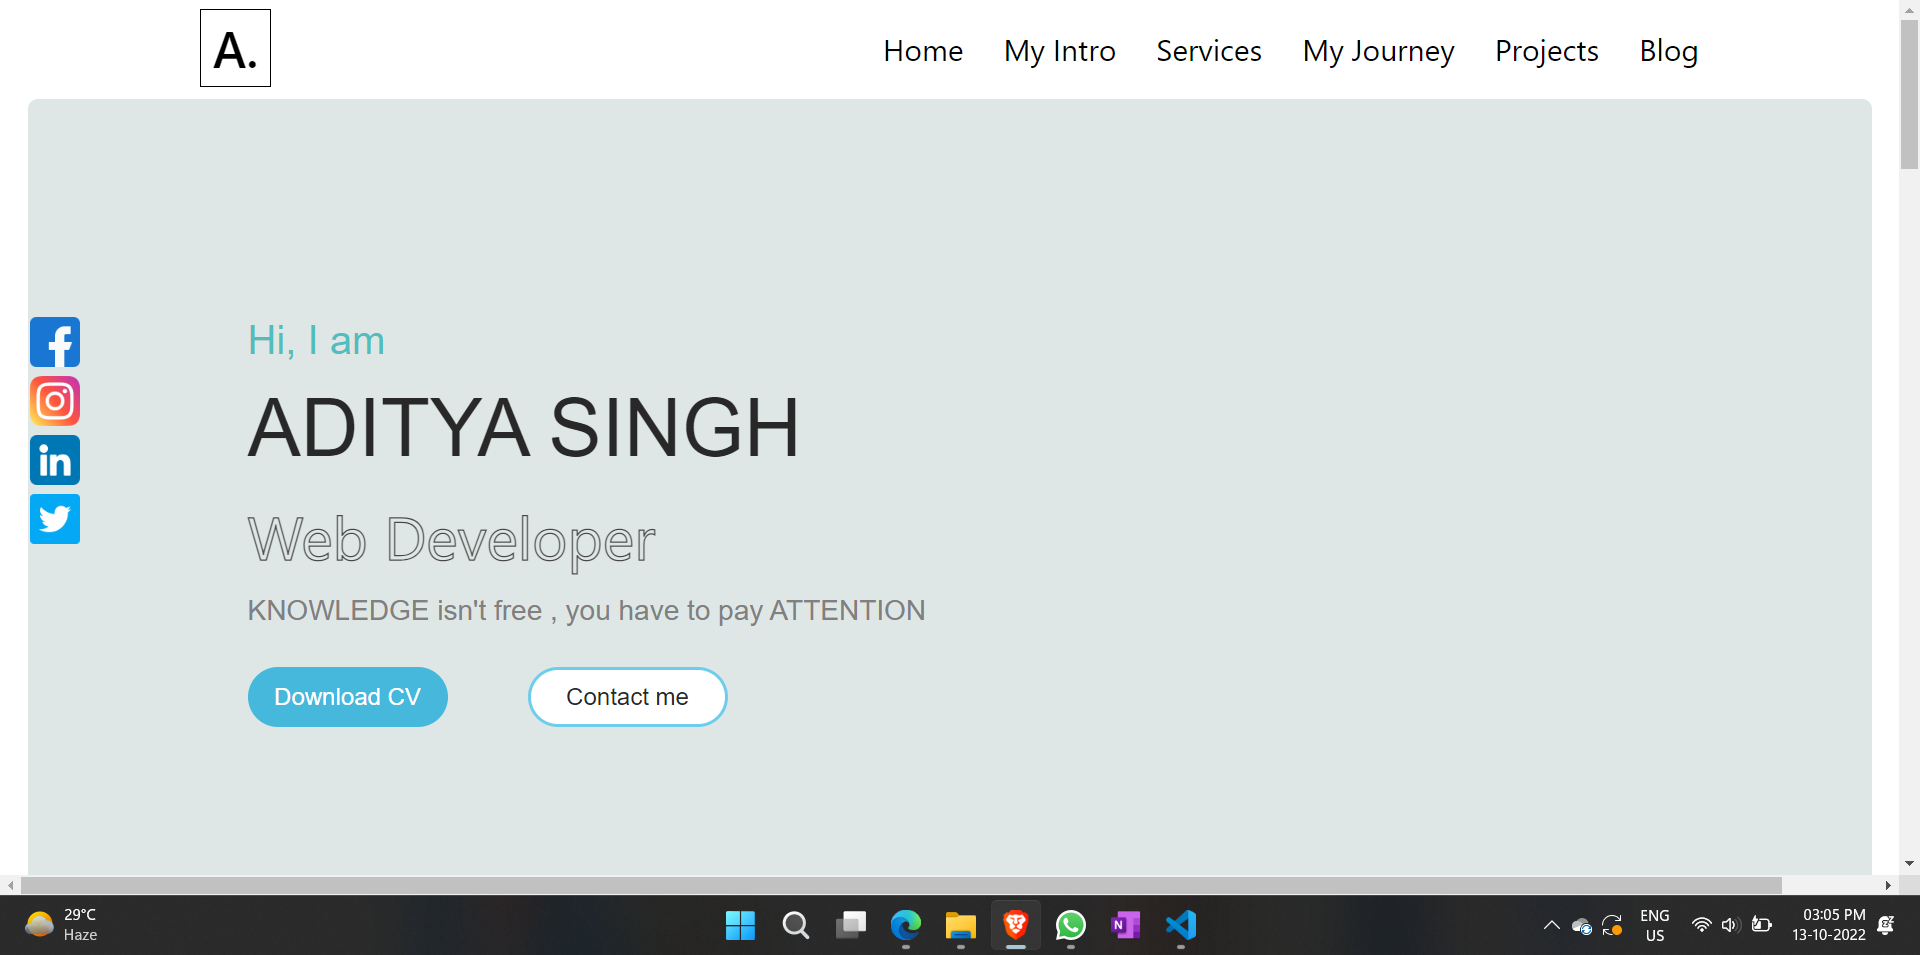 A.
Home My Intro Services My Journey Projects Blog
Hi, I am
ADITYA SINGH
Web Developer
KNOWLEDGE isn't free , you have to pay ATTENTION
Download CV Contact me
29°C
Haze
ENG
US
03:05 PM
13-10-2022